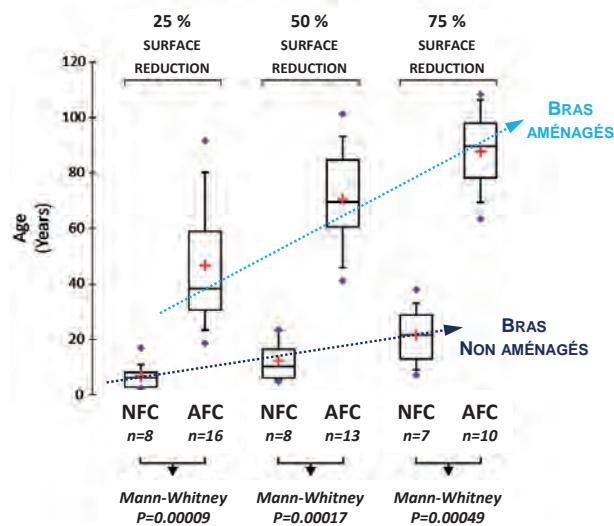 25 %
50 %
75 %
SURFACE
REDUCTION
SURFACE
REDUCTION
SURFACE
REDUCTION
120
100
80
60
40
20
0
Age
(Years)
BRAS
AMÉNAGÉS
BRAS
NON AMÉNAGÉS
NFC
AFC
NFC
AFC
NFC
AFC
n=8
n=16
n=8
n=13
n=7
n=10
Mann-Whitney
P=0.00009
Mann-Whitney
P=0.00017
Mann-Whitney
P=0.00049